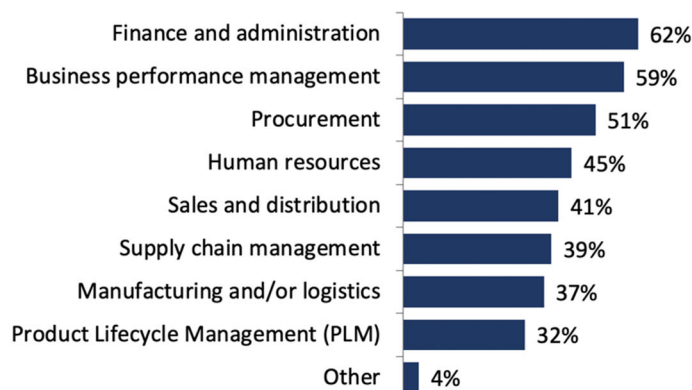 Finance and administration 62%
Business performance management 59%
Procurement 51%
Human resources 45%
Sales and distribution 41%
Supply chain management 39%
Manufacturing and/or logistics 37%
Product Lifecycle Management (PLM) 32%
Other 4%